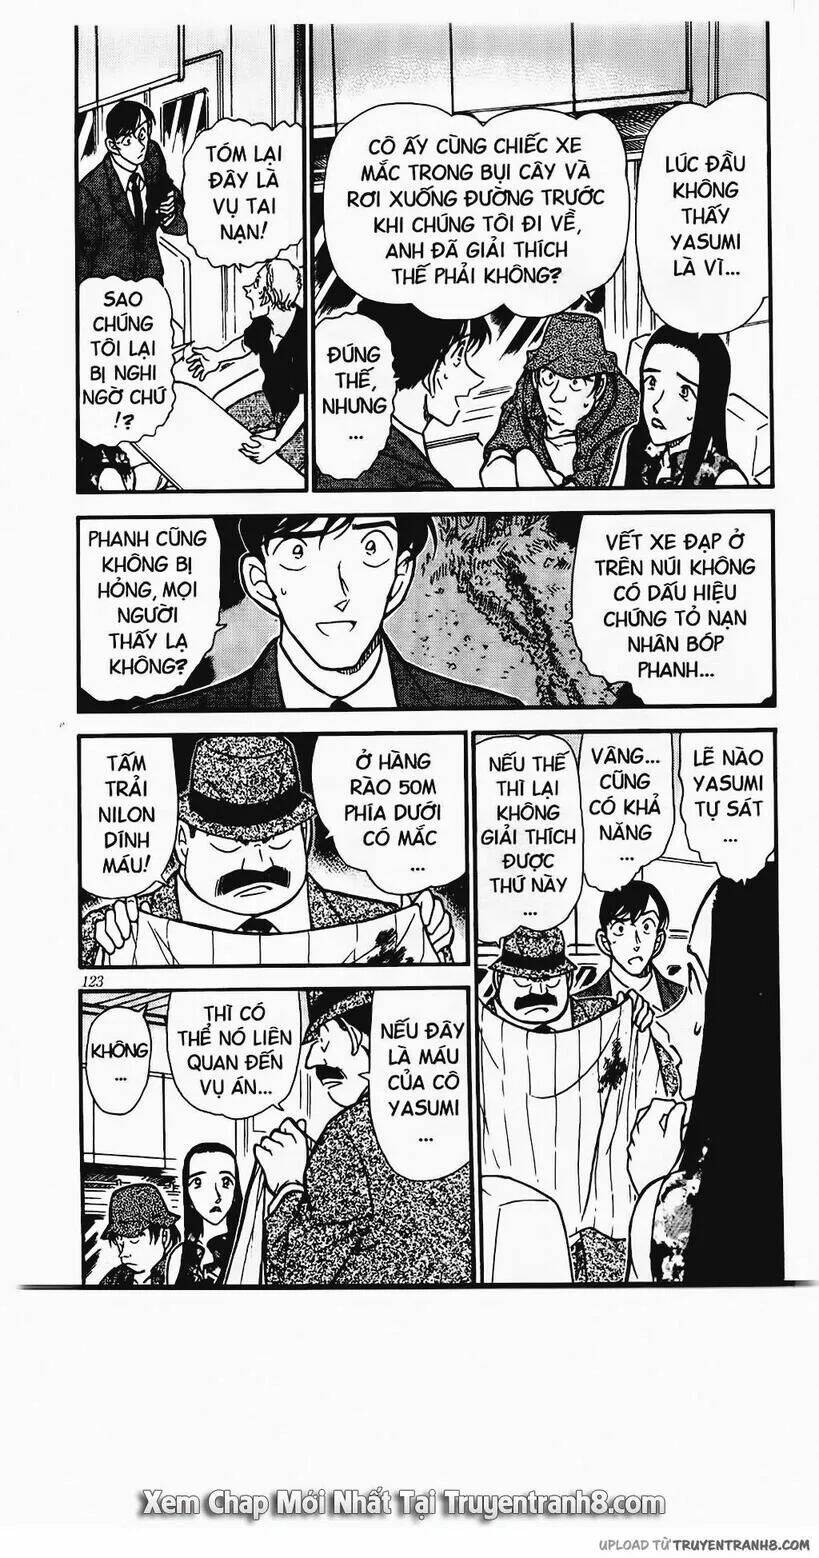 LÚC ĐẦU
KHÔNG
THẤY
YASUMI
LÀ VÌ...
CÔ ẤY CÙNG CHIẾC XE
MẮC TRONG BỤI CÂY VÀ
RƠI XUỐNG ĐƯỜNG TRƯỚC
KHI CHÚNG TÔI ĐI VỀ,
ANH ĐÃ GIẢI THÍCH
THẾ PHẢI KHÔNG?
ĐÚNG
THẾ,
NHƯNG
...
TÓM LẠI
ĐÂY LÀ
VỤ TAI
NẠN!
SAO
CHÚNG
TÔI LẠI
BỊ NGHI
NGỜ CHỨ
!?
VẾT XE ĐẠP Ở
TRÊN NÚI KHÔNG
CÓ DẤU HIỆU
CHỨNG TỎ NẠN
NHÂN BÓP
PHANH...
PHANH CŨNG
KHÔNG BỊ
HỎNG, MỌI
NGƯỜI
THẤY LẠ
KHÔNG?
LẼ NÀO
YASUMI
TỰ SÁT
...
VÂNG...
CŨNG
CÓ KHẢ
NĂNG
...
NẾU THẾ
THÌ LẠI
KHÔNG
GIẢI THÍCH
ĐƯỢC
THỨ NÀY
...
Ở HÀNG
RÀO 50M
PHÍA DƯỚI
CÓ MẮC
...
TẤM
TRẢI
NILON
DÍNH
MÁU!
123
NẾU ĐÂY
LÀ MÁU
CỦA CÔ
YASUMI
...
THÌ CÓ
THỂ NÓ LIÊN
QUAN ĐẾN
VỤ ÁN...
KHÔNG
...
Xem Chap Mới Nhất Tại Truyentranh8.com
UPLOAD TỪ TRUYENTRANH8.COM